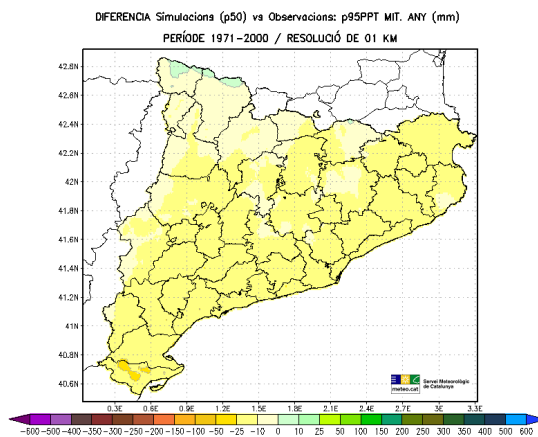 DIFERENCIA Simulacions (p50) vs Observacions: p95PPT MIT. ANY (mm)
PERÍODE 1971-2000 / RESOLUCIÓ DE 01 KM
42.8N
42.6N
42.4N
42.2N
42N
41.8N
41.6N
41.4N
41.2N
41N
40.8N
40.6N
meteo.cat
Servei Meteorològic
de Catalunya
0.3E 0.6E 0.9E 1.2E 1.5E 1.8E 2.1E 2.4E 2.7E 3E 3.3E
-600 -500 -400 -350 -300 -250 -200 -150 -100 -50 -25 -10 0 10 25 50 100 150 200 250 300 350 400 500 600